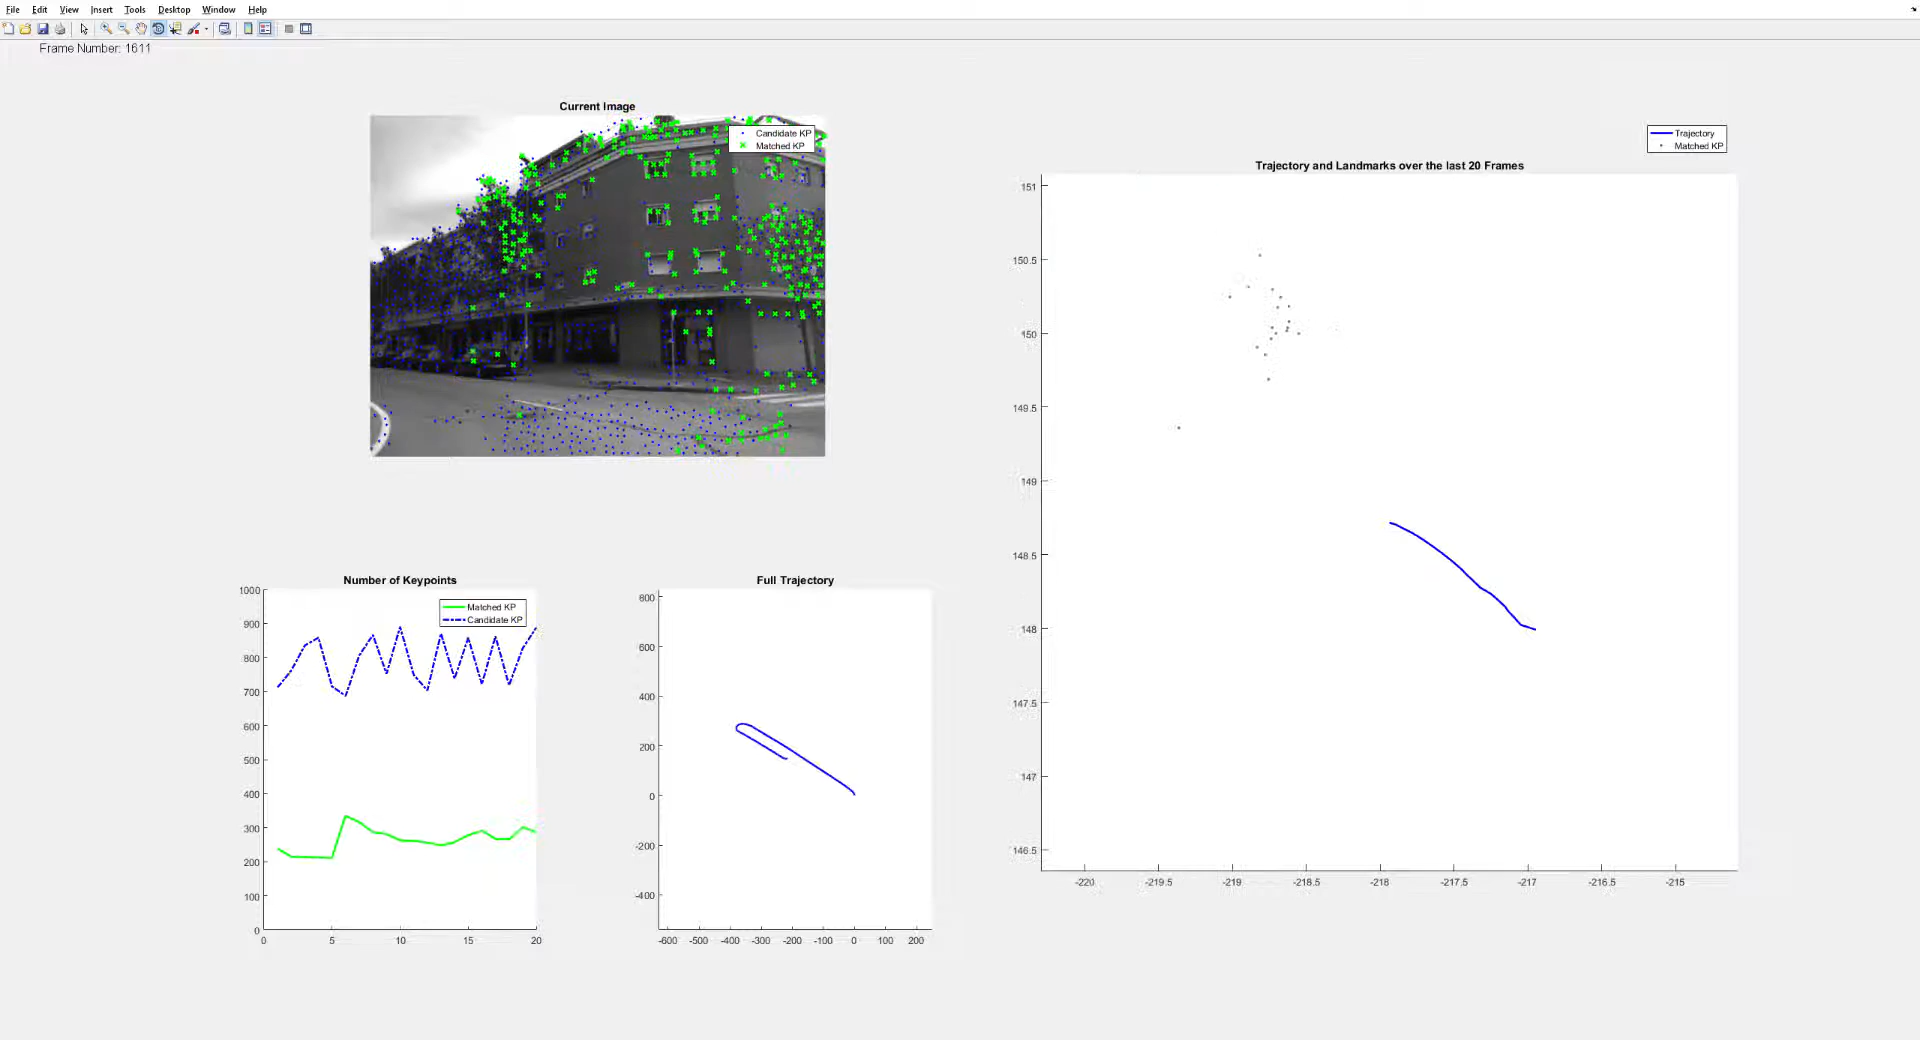 File Edit View Insert Tools Desktop Window Help
Frame Number: 1611
Current Image
Candidate KP
Matched KP
Trajectory
Matched KP
Trajectory and Landmarks over the last 20 Frames
151
150.5
150
149.5
149
148.5
148
147.5
147
146.5
-220 -219.5 -219 -218.5 -218 -217.5 -217 -216.5 -215
Number of Keypoints
Matched KP
Candidate KP
1000
900
800
700
600
500
400
300
200
100
0
0 5 10 15 20
Full Trajectory
800
600
400
200
0
-200
-400
-600 -500 -400 -300 -200 -100 0 100 200